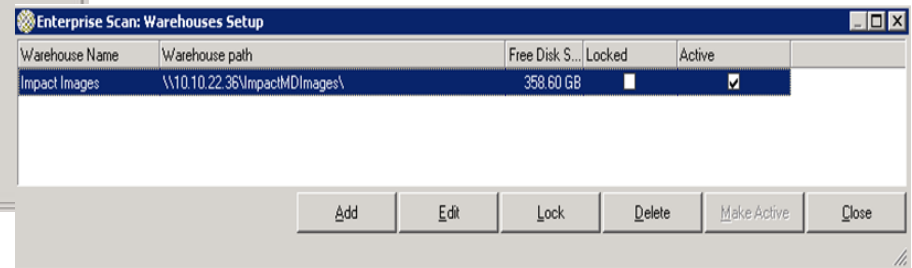 Enterprise Scan: Warehouses Setup
Warehouse Name Warehouse path Free Disk S... Locked Active
Impact Images \\10.10.22.36\ImpactMDImages\ 358.60 GB
Add Edit Lock Delete Make Active Close